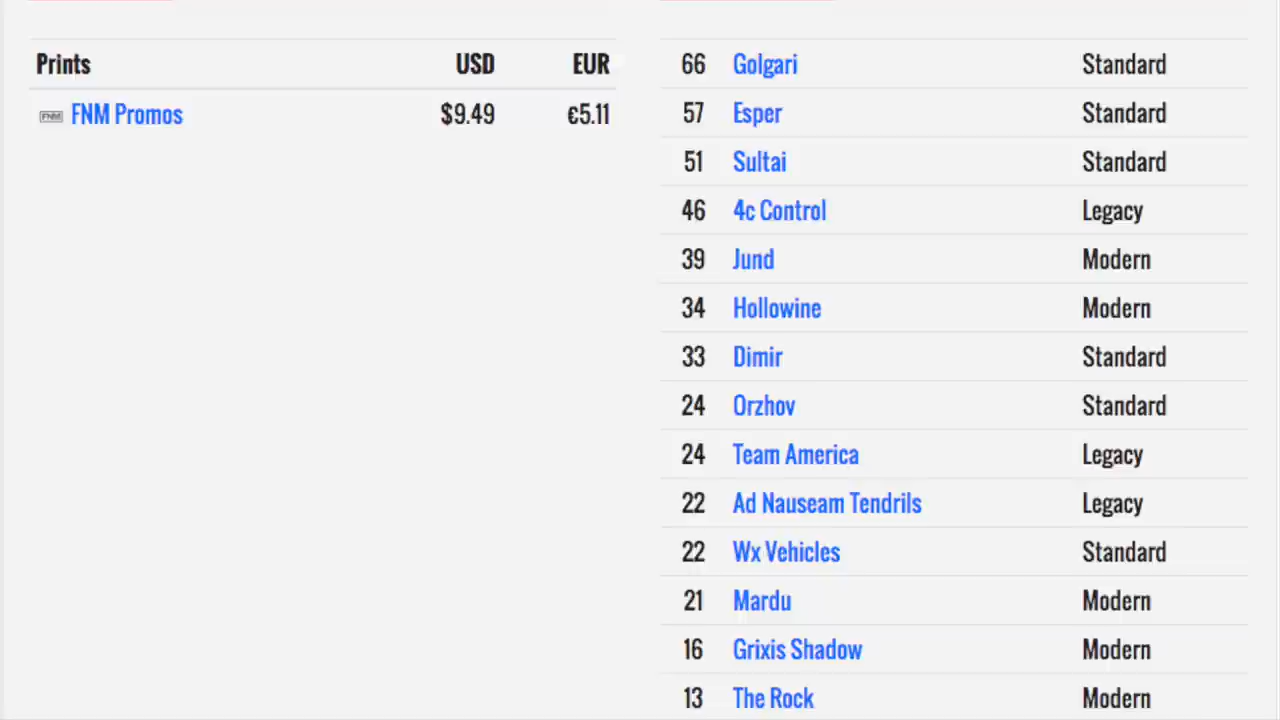 Prints USD EUR
FNM FNM Promos $9.49 €5.11
66 Golgari Standard
57 Esper Standard
51 Sultai Standard
46 4c Control Legacy
39 Jund Modern
34 Hollowine Modern
33 Dimir Standard
24 Orzhov Standard
24 Team America Legacy
22 Ad Nauseam Tendrils Legacy
22 Wx Vehicles Standard
21 Mardu Modern
16 Grixis Shadow Modern
13 The Rock Modern